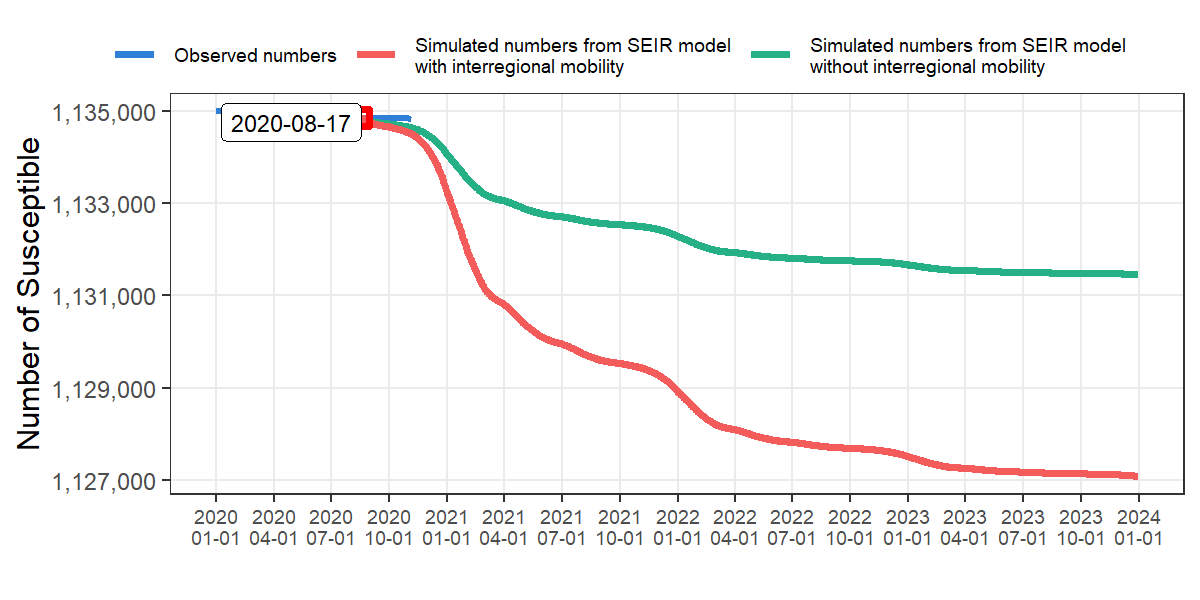 Observed numbers
Simulated numbers from SEIR model
with interregional mobility
Simulated numbers from SEIR model
without interregional mobility
Number of Susceptible
1,135,000
1,133,000
1,131,000
1,129,000
1,127,000
2020-08-17
2020 2020 2020 2020 2021 2021 2021 2021 2022 2022 2022 2022 2023 2023 2023 2023 2024
01-01 04-01 07-01 10-01 01-01 04-01 07-01 10-01 01-01 04-01 07-01 10-01 01-01 04-01 07-01 10-01 01-01